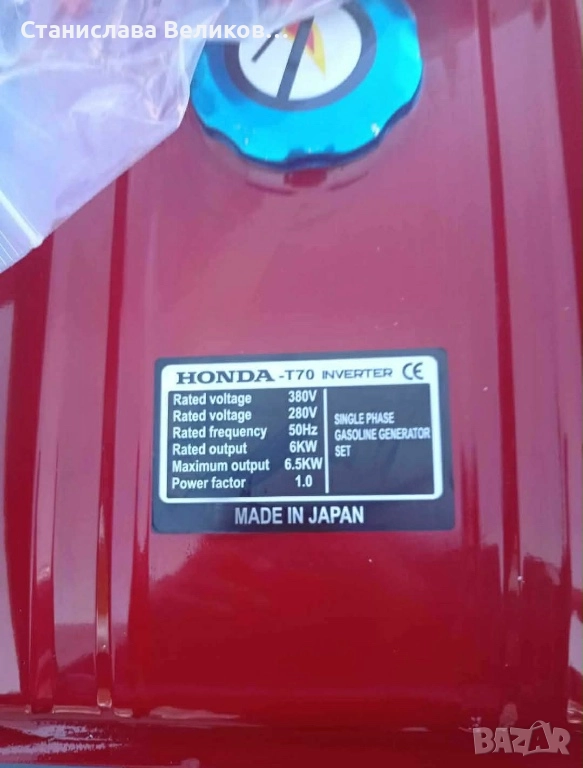 Станислава Великов...
HONDA -T70 INVERTER CE
Rated voltage 380V
Rated voltage 280V
Rated frequency 50Hz
Rated output 6KW
Maximum output 6.5KW
Power factor 1.0
SINGLE PHASE
GASOLINE GENERATOR
SET
MADE IN JAPAN
BAZAR